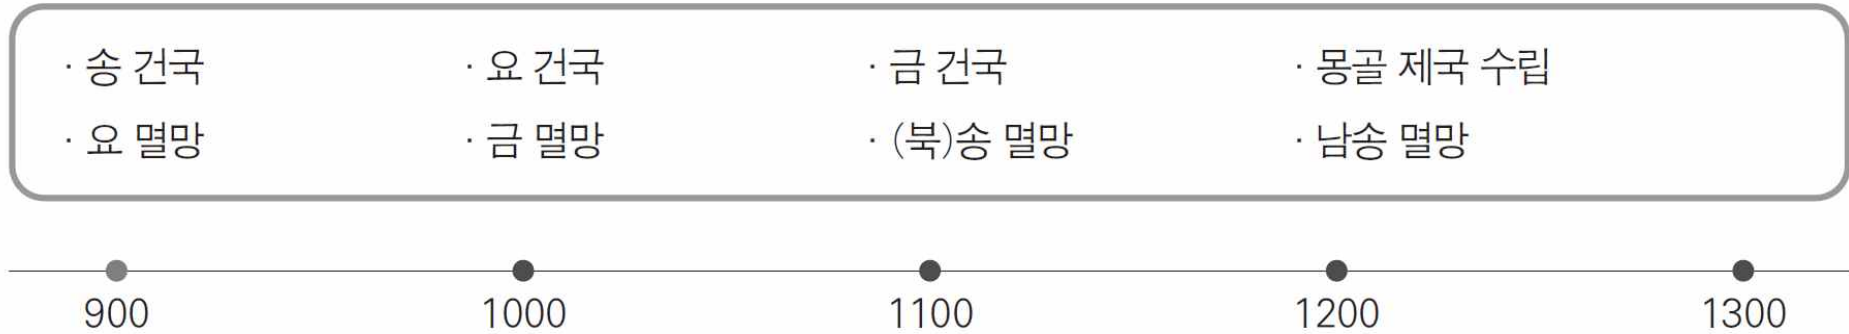 · 송 건국 · 요 건국 · 금 건국 · 몽골 제국 수립
· 요 멸망 · 금 멸망 · (북)송 멸망 · 남송 멸망
900 1000 1100 1200 1300